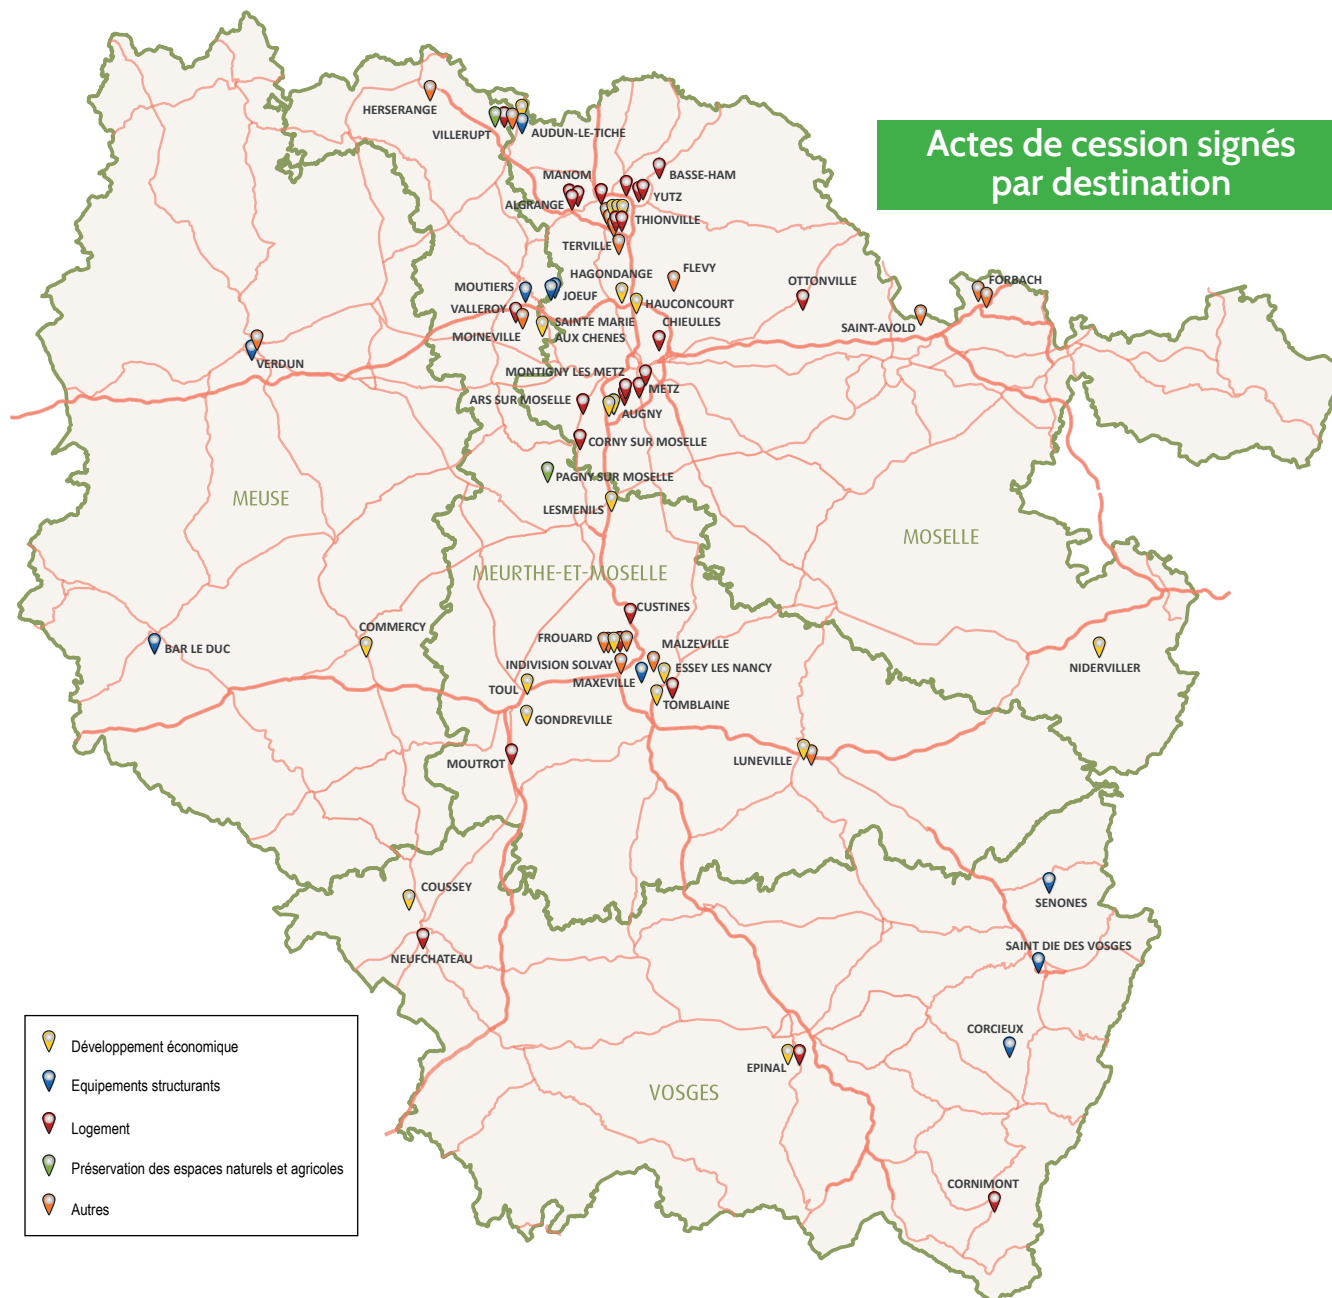 Actes de cession signés
par destination
HERSERANGE
VILLERUPT
AUDUN-LE-TICHE
MANOM
BASSE-HAM
ALGRANGE
YUTZ
THIONVILLE
TERVILLE
HAGONDANGE
FLEVY
MOUTIERS
JOEUF
OTTONVILLE
FORBACH
VALLEROY
HAUCONCOURT
SAINTE MARIE
AUX CHENES
CHIEULLES
SAINT-AVOLD
MOINEVILLE
VERDUN
MONTIGNY LES METZ
METZ
ARS SUR MOSELLE
AUGNY
CORNY SUR MOSELLE
PAGNY SUR MOSELLE
MEUSE
LESMENILS
MOSELLE
MEURTHE-ET-MOSELLE
CUSTINES
COMMERCY
BAR LE DUC
FROUARD
MALZEVILLE
INDIVISION SOLVAY
ESSEY LES NANCY
NIDERVILLER
MAXEVILLE
TOUL
TOMBLAINE
GONDREVILLE
MOUTROT
LUNEVILLE
COUSSEY
SENONES
NEUFCHATEAU
SAINT DIE DES VOSGES
CORCIEUX
EPINAL
VOSGES
CORNIMONT
Développement économique
Equipements structurants
Logement
Préservation des espaces naturels et agricoles
Autres